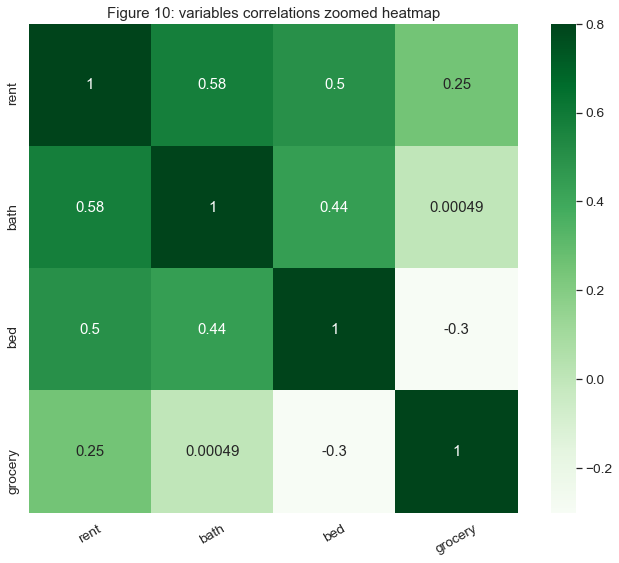 Figure 10: variables correlations zoomed heatmap
rent
1
0.58
0.5
0.25
bath
0.58
1
0.44
0.00049
bed
0.5
0.44
1
-0.3
grocery
0.25
0.00049
-0.3
1
rent
bath
bed
grocery
0.8
0.6
0.4
0.2
0.0
−0.2